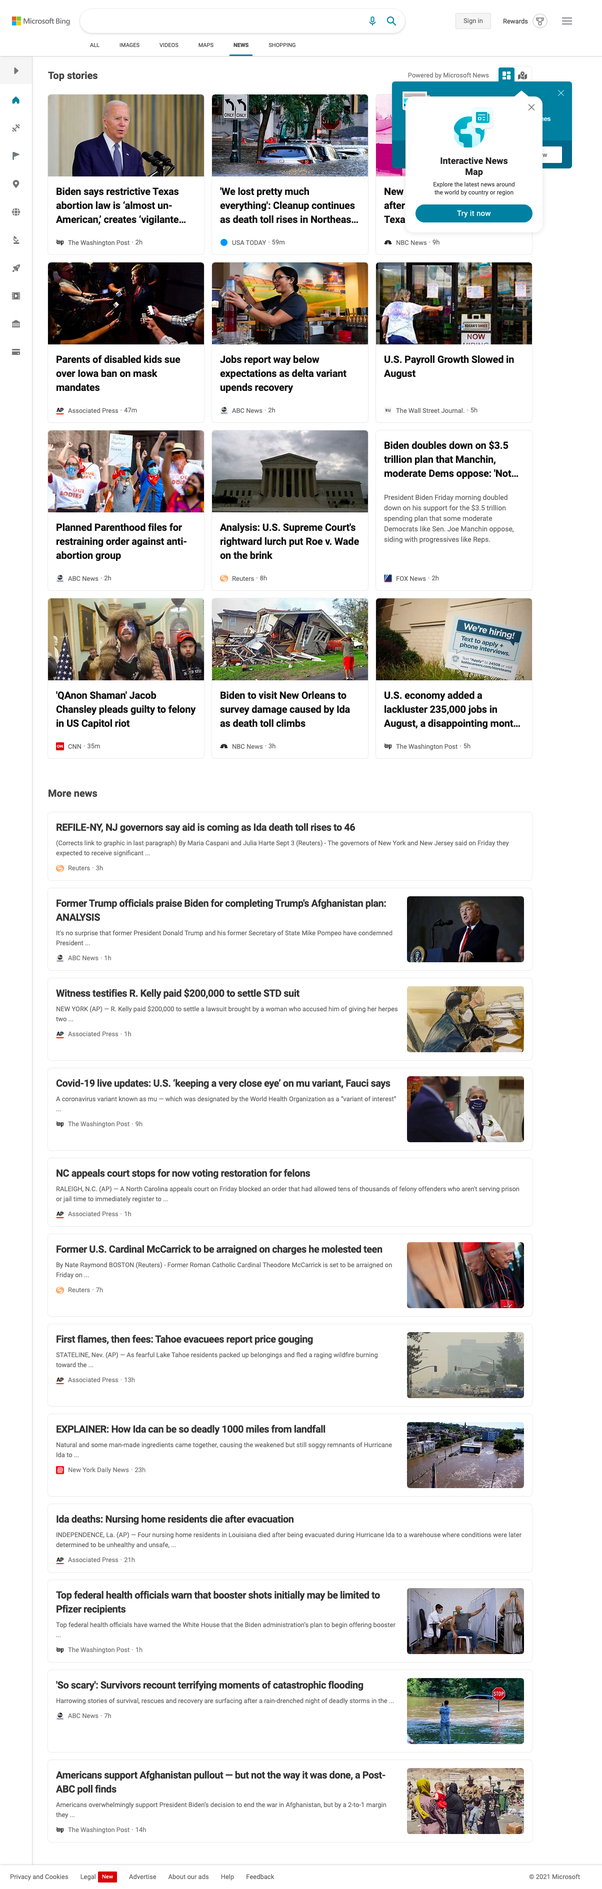 Microsoft Bing
Sign in
Rewards
ALL
IMAGES
VIDEOS
MAPS
NEWS
SHOPPING
Top stories
Powered by Microsoft News
Interactive News
Map
Explore the latest news around
the world by country or region
Try it now
ONLY
ONLY
Biden says restrictive Texas
abortion law is 'almost un-
American,' creates 'vigilante...
The Washington Post · 2h
'We lost pretty much
everything': Cleanup continues
as death toll rises in Northeas...
USA TODAY · 59m
New
after
Texa
NBC News · 9h
Parents of disabled kids sue
over Iowa ban on mask
mandates
AP Associated Press · 47m
Jobs report way below
expectations as delta variant
upends recovery
ABC News · 2h
NOW
U.S. Payroll Growth Slowed in
August
The Wall Street Journal. · 5h
Planned Parenthood files for
restraining order against anti-
abortion group
ABC News · 2h
Analysis: U.S. Supreme Court's
rightward lurch put Roe v. Wade
on the brink
Reuters · 8h
Biden doubles down on $3.5
trillion plan that Manchin,
moderate Dems oppose: 'Not...
President Biden Friday morning doubled
down on his support for the $3.5 trillion
spending plan that some moderate
Democrats like Sen. Joe Manchin oppose,
siding with progressives like Reps.
FOX News · 2h
'QAnon Shaman' Jacob
Chansley pleads guilty to felony
in US Capitol riot
CNN · 35m
Biden to visit New Orleans to
survey damage caused by Ida
as death toll climbs
NBC News · 3h
We're hiring!
Text to apply +
phone interviews.
U.S. economy added a
lackluster 235,000 jobs in
August, a disappointing mont...
The Washington Post · 5h
More news
REFILE-NY, NJ governors say aid is coming as Ida death toll rises to 46
(Corrects link to graphic in last paragraph) By Maria Caspani and Julia Harte Sept 3 (Reuters) - The governors of New York and New Jersey said on Friday they
expected to receive significant ...
Reuters · 3h
Former Trump officials praise Biden for completing Trump's Afghanistan plan:
ANALYSIS
It's no surprise that former President Donald Trump and his former Secretary of State Mike Pompeo have condemned
President ...
ABC News · 1h
Witness testifies R. Kelly paid $200,000 to settle STD suit
NEW YORK (AP) — R. Kelly paid $200,000 to settle a lawsuit brought by a woman who accused him of giving her herpes
two ...
AP Associated Press · 1h
Covid-19 live updates: U.S. 'keeping a very close eye' on mu variant, Fauci says
A coronavirus variant known as mu — which was designated by the World Health Organization as a "variant of interest"
...
The Washington Post · 9h
NC appeals court stops for now voting restoration for felons
RALEIGH, N.C. (AP) — A North Carolina appeals court on Friday blocked an order that had allowed tens of thousands of felony offenders who aren't serving prison
or jail time to immediately register to ...
AP Associated Press · 1h
Former U.S. Cardinal McCarrick to be arraigned on charges he molested teen
By Nate Raymond BOSTON (Reuters) - Former Roman Catholic Cardinal Theodore McCarrick is set to be arraigned on
Friday on ...
Reuters · 7h
First flames, then fees: Tahoe evacuees report price gouging
STATELINE, Nev. (AP) — As fearful Lake Tahoe residents packed up belongings and fled a raging wildfire burning
toward the ...
AP Associated Press · 13h
EXPLAINER: How Ida can be so deadly 1000 miles from landfall
Natural and some man-made ingredients came together, causing the weakened but still soggy remnants of Hurricane
Ida to ...
New York Daily News · 23h
Ida deaths: Nursing home residents die after evacuation
INDEPENDENCE, La. (AP) — Four nursing home residents in Louisiana died after being evacuated during Hurricane Ida to a warehouse where conditions were later
determined to be unhealthy and unsafe, ...
AP Associated Press · 21h
Top federal health officials warn that booster shots initially may be limited to
Pfizer recipients
Top federal health officials have warned the White House that the Biden administration's plan to begin offering booster
...
The Washington Post · 1h
'So scary': Survivors recount terrifying moments of catastrophic flooding
Harrowing stories of survival, rescues and recovery are surfacing after a rain-drenched night of deadly storms in the ...
STOP
ABC News · 7h
Americans support Afghanistan pullout — but not the way it was done, a Post-
ABC poll finds
Americans overwhelmingly support President Biden's decision to end the war in Afghanistan, but by a 2-to-1 margin
they ...
The Washington Post · 14h
Privacy and Cookies
Legal
New
Advertise
About our ads
Help
Feedback
© 2021 Microsoft